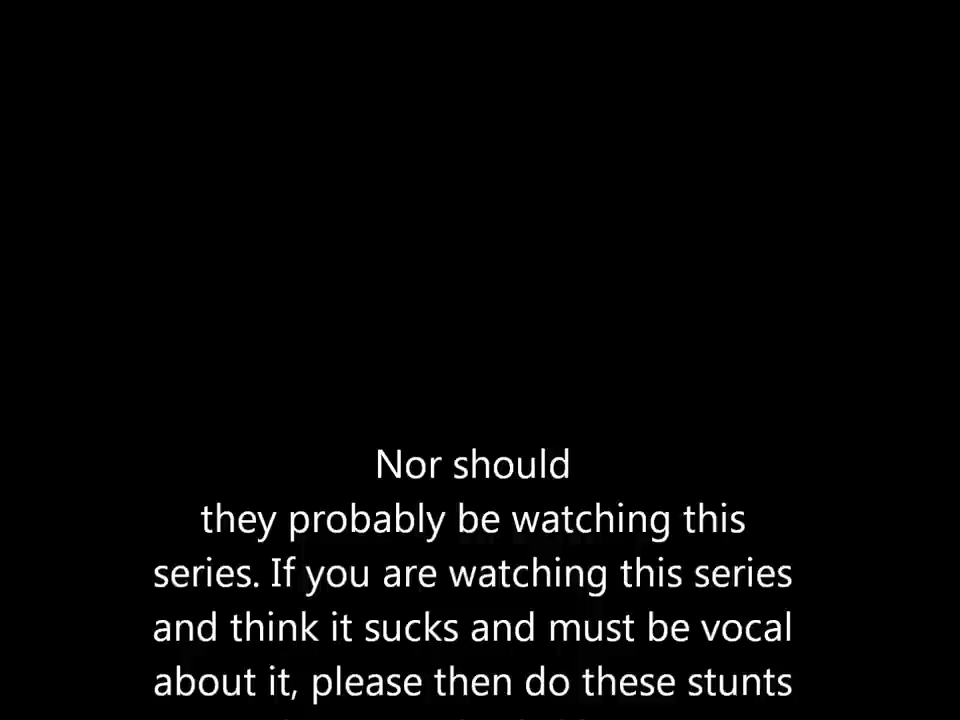 Nor should
they probably be watching this
series. If you are watching this series
and think it sucks and must be vocal
about it, please then do these stunts